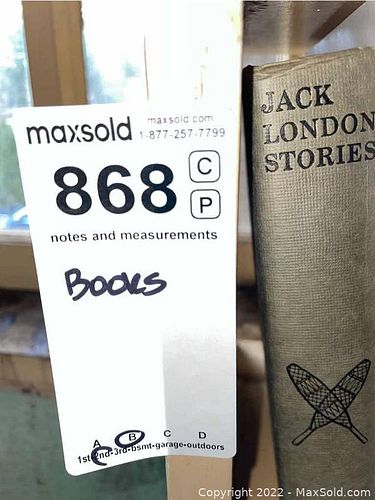 maxsold
maxsold.com
1-877-257-7799
868
C
P
notes and measurements
Books
A B C D
1st-2nd-3rd-bsmt-garage-outdoors
JACK
LONDON
STORIES
Copyright © 2022 - MaxSold.com